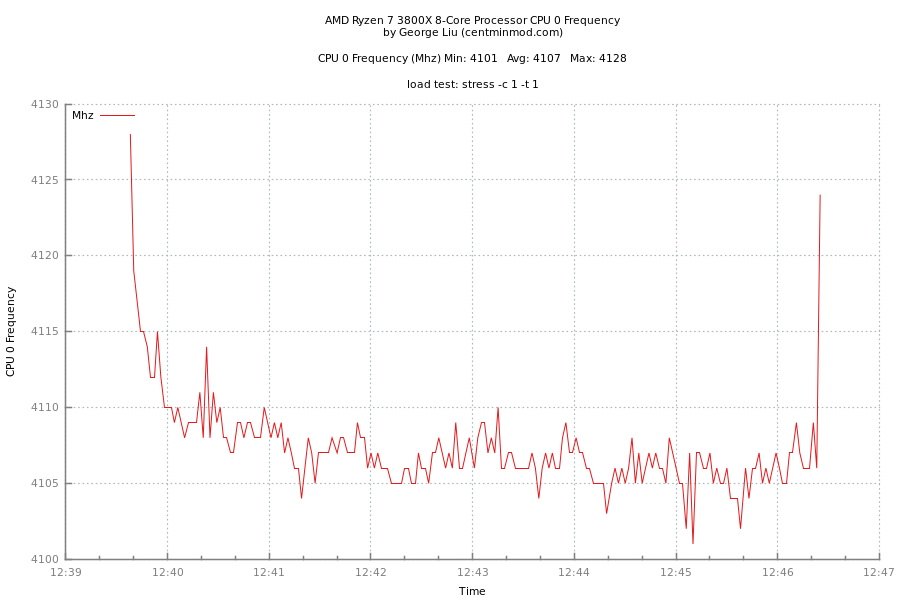 AMD Ryzen 7 3800X 8-Core Processor CPU 0 Frequency
by George Liu (centminmod.com)
CPU 0 Frequency (Mhz) Min: 4101 Avg: 4107 Max: 4128
load test: stress -c 1 -t 1
Mhz
4130
4125
4120
4115
4110
4105
4100
CPU 0 Frequency
12:39 12:40 12:41 12:42 12:43 12:44 12:45 12:46 12:47
Time